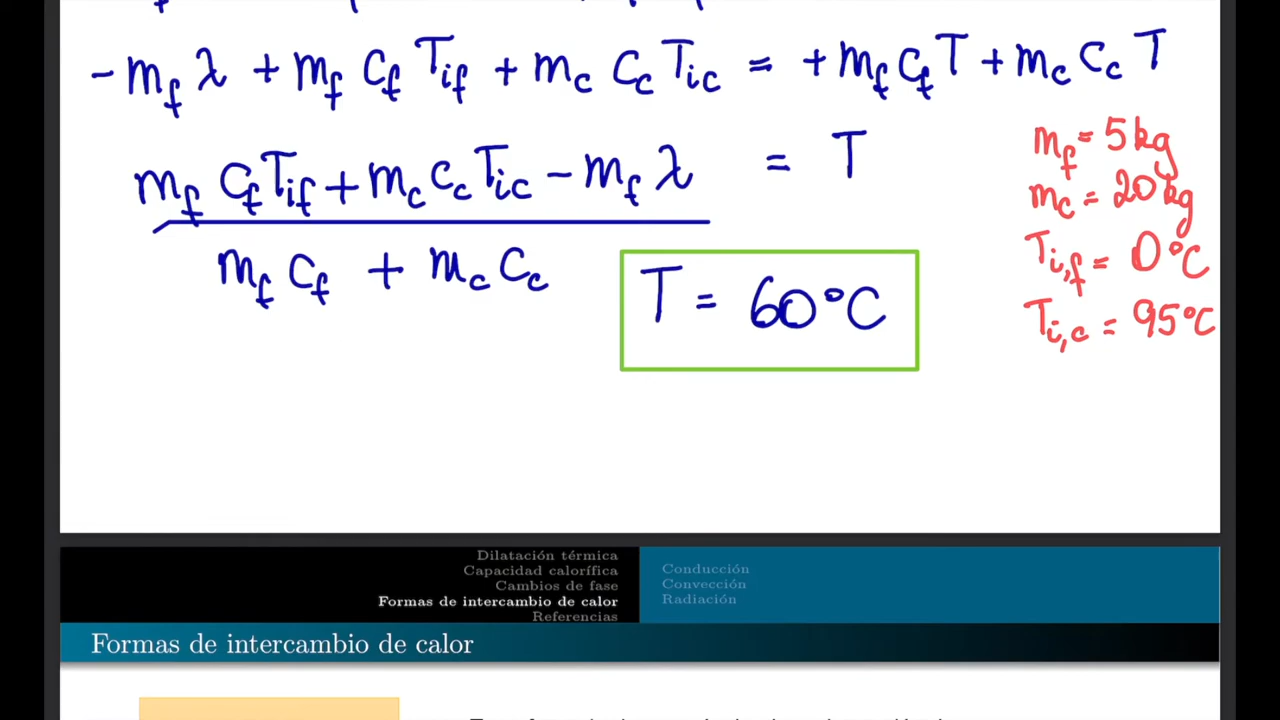 - m_f λ + m_f C_f T_if + m_c C_c T_ic = + m_f C_f T + m_c C_c T
m_f C_f T_if + m_c C_c T_ic - m_f λ = T
m_f C_f + m_c C_c
T = 60°C
m_f = 5 kg
m_c = 20 kg
T_i,f = 0°C
T_i,c = 95°C
Dilatación térmica
Capacidad calorífica
Cambios de fase
Formas de intercambio de calor
Referencias
Conducción
Convección
Radiación
Formas de intercambio de calor